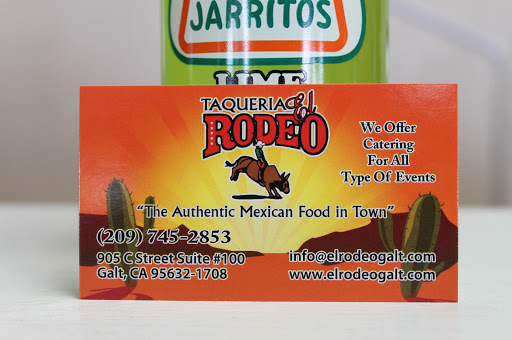 JARRITOS
LIME
TAQUERIA El
RODEO
We Offer
Catering
For All
Type Of Events
"The Authentic Mexican Food in Town"
(209) 745-2853
905 C Street Suite #100
Galt, CA 95632-1708
info@elrodeogalt.com
www.elrodeogalt.com